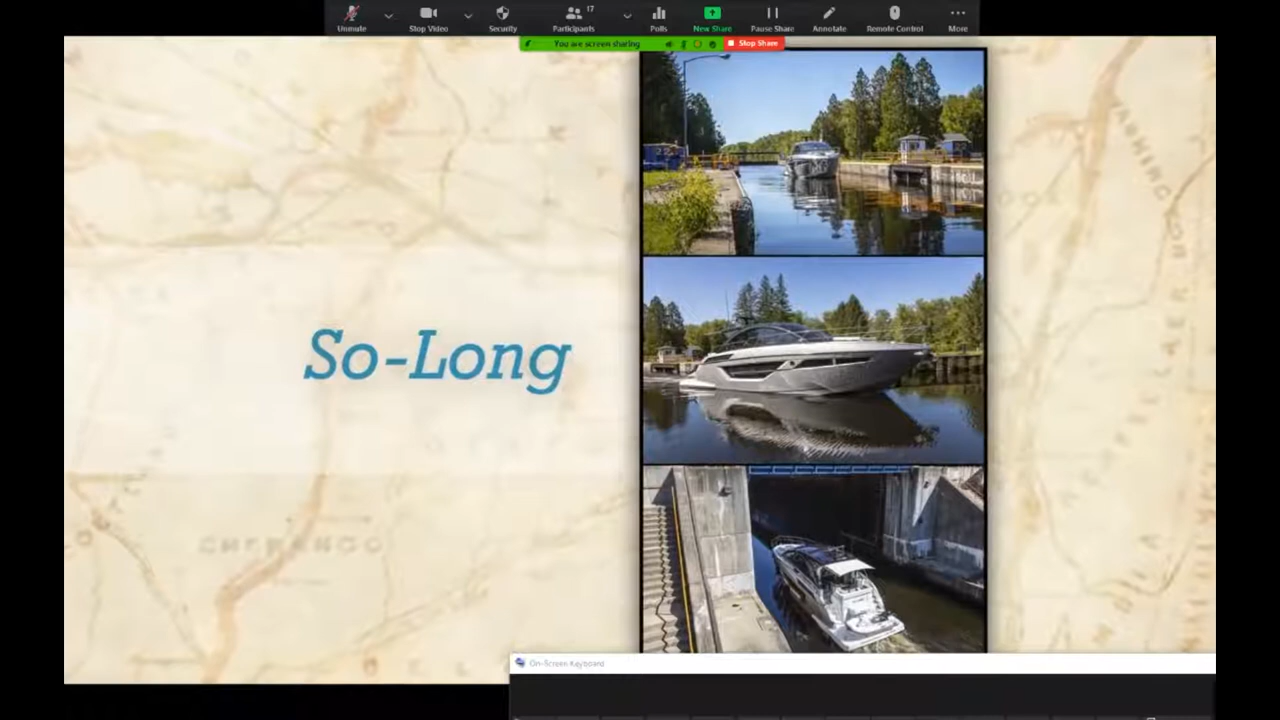 Unmute
Stop Video
Security
Participants
17
Polls
New Share
Pause Share
Annotate
Remote Control
More
You are screen sharing
Stop Share
So-Long
CHENANGO
On-Screen Keyboard